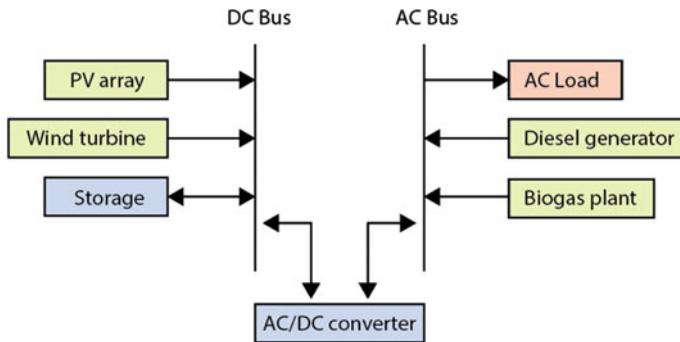 DC Bus
AC Bus
PV array
AC Load
Wind turbine
Diesel generator
Storage
Biogas plant
AC/DC converter